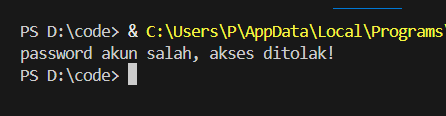 PS D:\code> & C:\Users\P\AppData\Local\Programs\
password akun salah, akses ditolak!
PS D:\code>